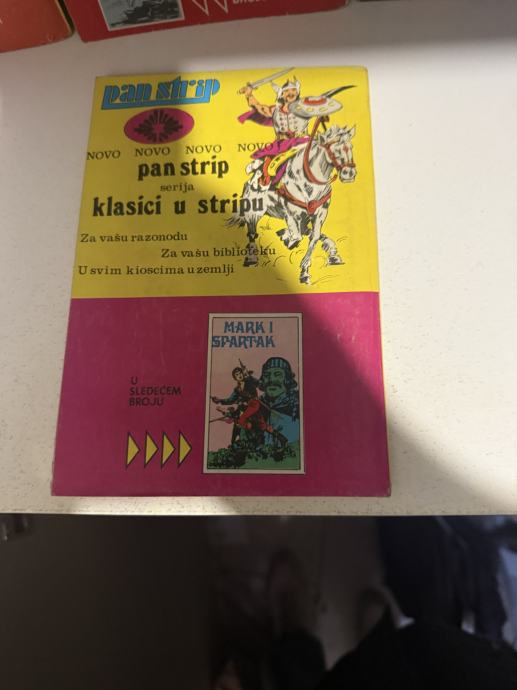 pan strip
NOVO NOVO NOVO NOVO
pan strip
serija
klasici u stripu
Za vašu razonodu
Za vašu biblioteku
U svim kioscima u zemlji
MARK I
SPARTAK
U
SLEDEĆEM
BROJU